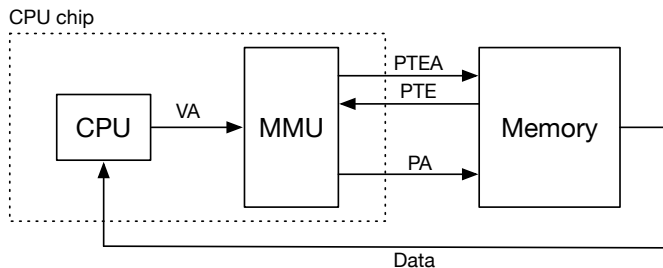 CPU chip
PTEA
PTE
VA
CPU
MMU
Memory
PA
Data